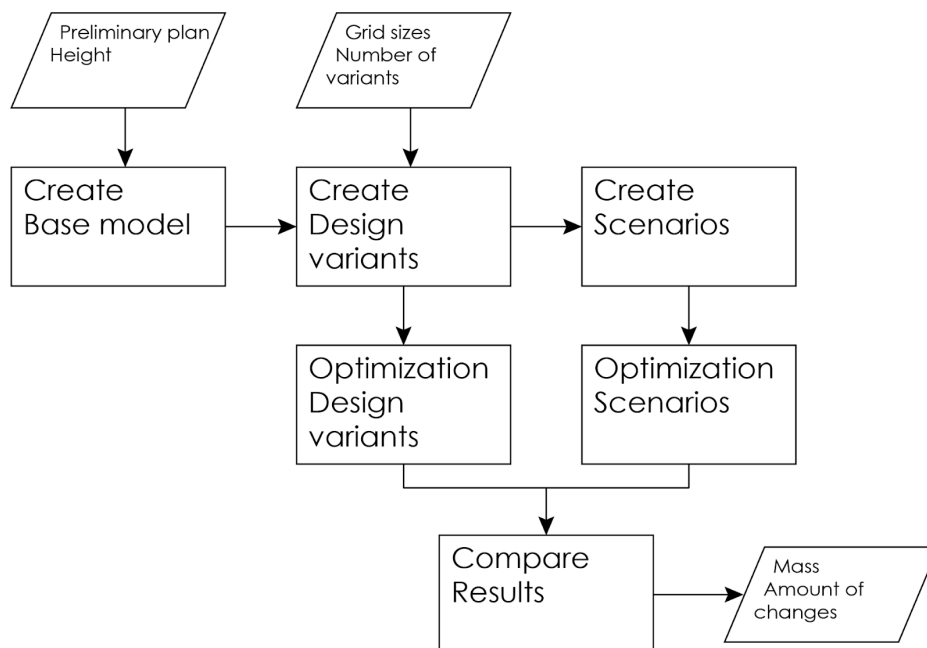 Preliminary plan
Height
Grid sizes
Number of
variants
Create
Base model
Create
Design
variants
Create
Scenarios
Optimization
Design
variants
Optimization
Scenarios
Compare
Results
Mass
Amount of
changes